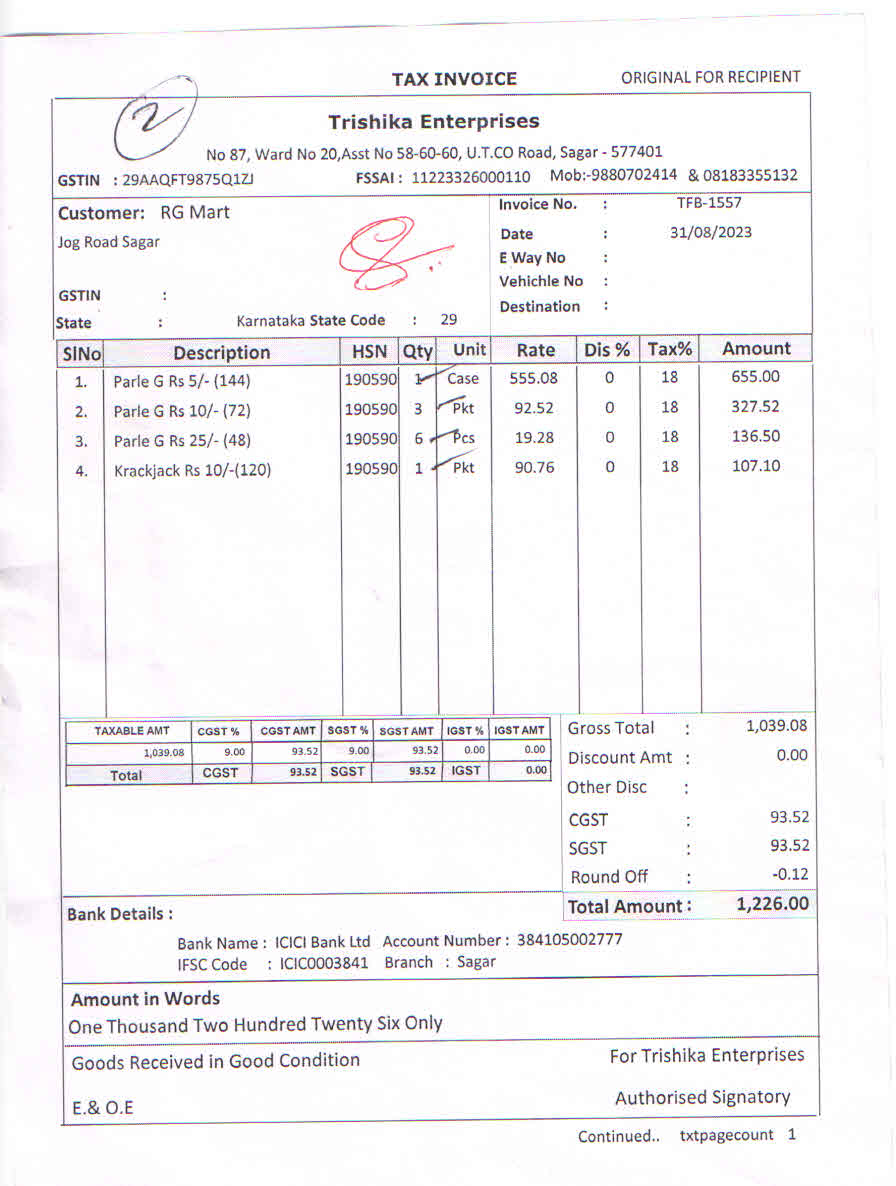 2
TAX INVOICE ORIGINAL FOR RECIPIENT
Trishika Enterprises
No 87, Ward No 20,Asst No 58-60-60, U.T.CO Road, Sagar - 577401
GSTIN : 29AAQFT9875Q1ZJ FSSAI : 11223326000110 Mob:-9880702414 & 08183355132
Customer: RG Mart
Jog Road Sagar
GSTIN :
State : Karnataka State Code : 29
Invoice No. : TFB-1557
Date : 31/08/2023
E Way No :
Vehichle No :
Destination :
SlNo Description HSN Qty Unit Rate Dis % Tax% Amount
1. Parle G Rs 5/- (144) 190590 1 Case 555.08 0 18 655.00
2. Parle G Rs 10/- (72) 190590 3 Pkt 92.52 0 18 327.52
3. Parle G Rs 25/- (48) 190590 6 Pcs 19.28 0 18 136.50
4. Krackjack Rs 10/-(120) 190590 1 Pkt 90.76 0 18 107.10
TAXABLE AMT CGST % CGST AMT SGST % SGST AMT IGST % IGST AMT
1,039.08 9.00 93.52 9.00 93.52 0.00 0.00
Total CGST 93.52 SGST 93.52 IGST 0.00
Gross Total : 1,039.08
Discount Amt : 0.00
Other Disc :
CGST : 93.52
SGST : 93.52
Round Off : -0.12
Total Amount : 1,226.00
Bank Details :
Bank Name : ICICI Bank Ltd Account Number : 384105002777
IFSC Code : ICIC0003841 Branch : Sagar
Amount in Words
One Thousand Two Hundred Twenty Six Only
Goods Received in Good Condition For Trishika Enterprises
E.& O.E Authorised Signatory
Continued.. txtpagecount 1